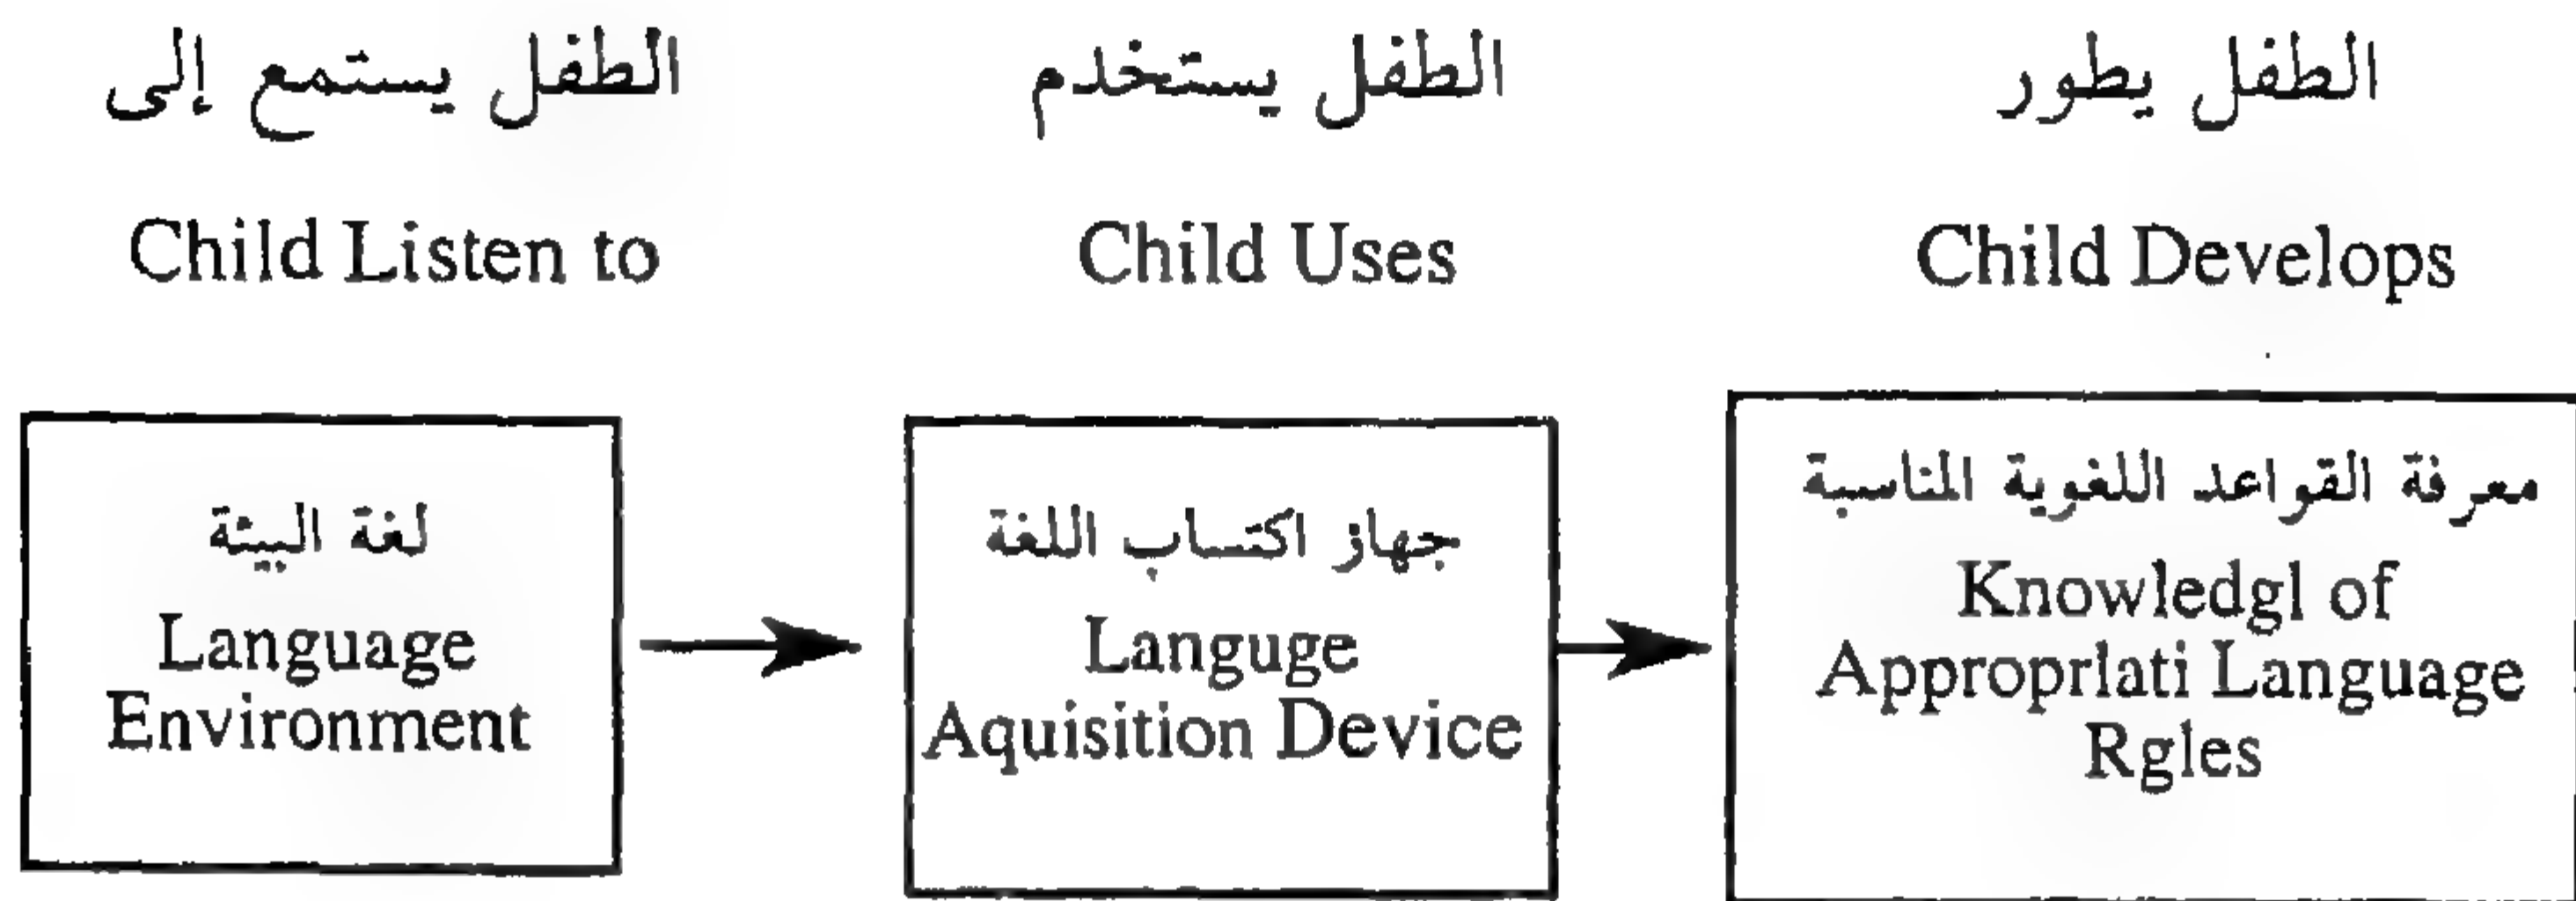 الطفل يستمع إلى
Child Listen to
لغة البيئة
Language
Environment
الطفل يستخدم
Child Uses
جهاز اكتساب اللغة
Languge
Aquisition Device
الطفل يطور
Child Develops
معرفة القواعد اللغوية المناسبة
Knowledgl of
Approprlati Language
Rgles